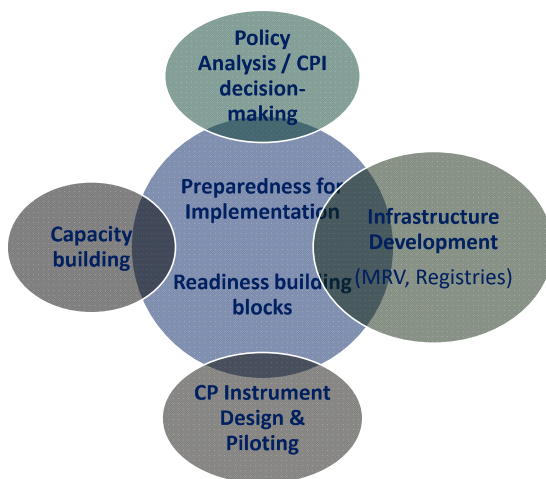 Policy
Analysis / CPI
decision-
making
Preparedness for
Implementation
Capacity
building
Infrastructure
Development
(MRV, Registries)
Readiness building
blocks
CP Instrument
Design &
Piloting